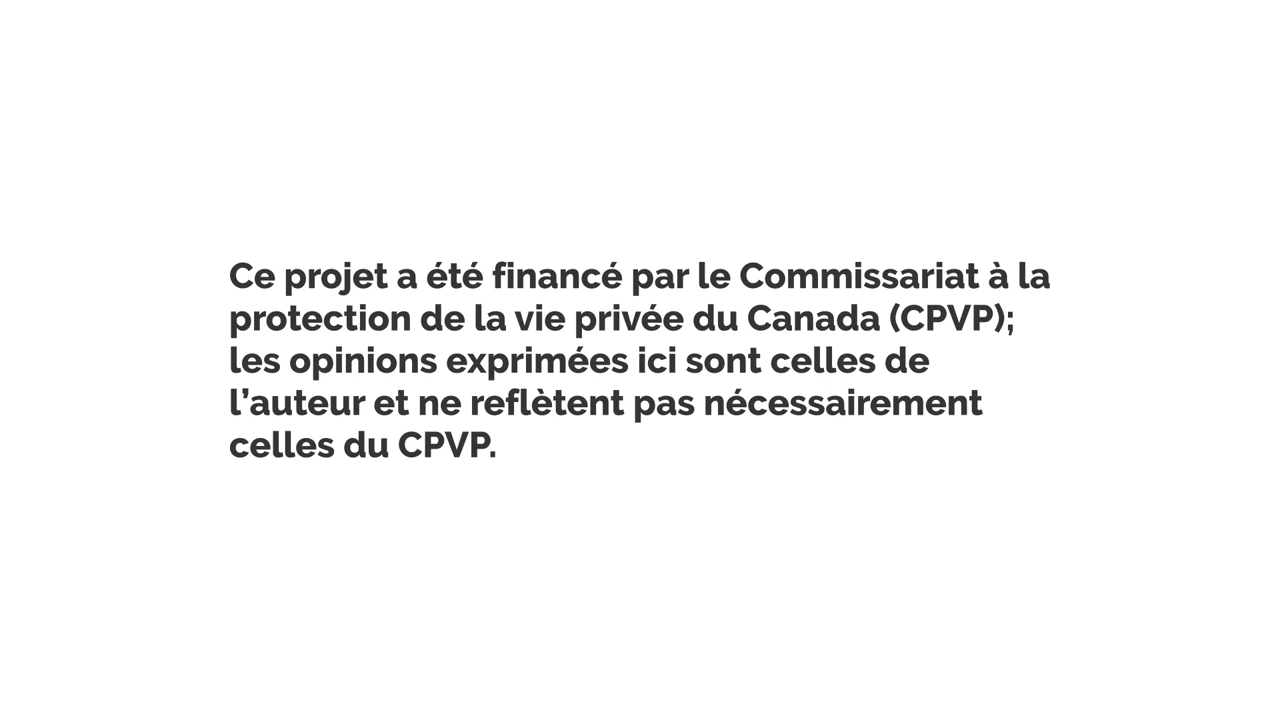 Ce projet a été financé par le Commissariat à la
protection de la vie privée du Canada (CPVP);
les opinions exprimées ici sont celles de
l’auteur et ne reflètent pas nécessairement
celles du CPVP.